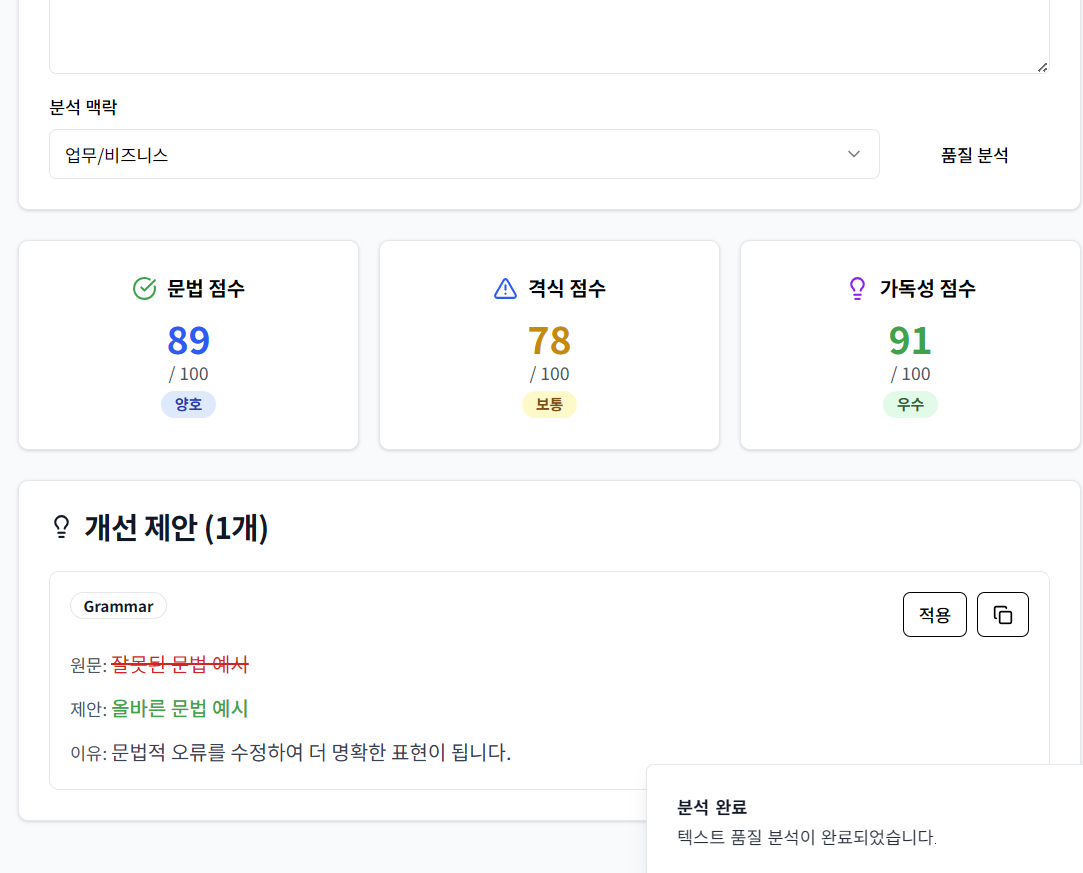 분석 맥락
업무/비즈니스
품질 분석
문법 점수
89
/ 100
양호
격식 점수
78
/ 100
보통
가독성 점수
91
/ 100
우수
개선 제안 (1개)
Grammar
적용
원문: 잘못된 문법 예시
제안: 올바른 문법 예시
이유: 문법적 오류를 수정하여 더 명확한 표현이 됩니다.
분석 완료
텍스트 품질 분석이 완료되었습니다.